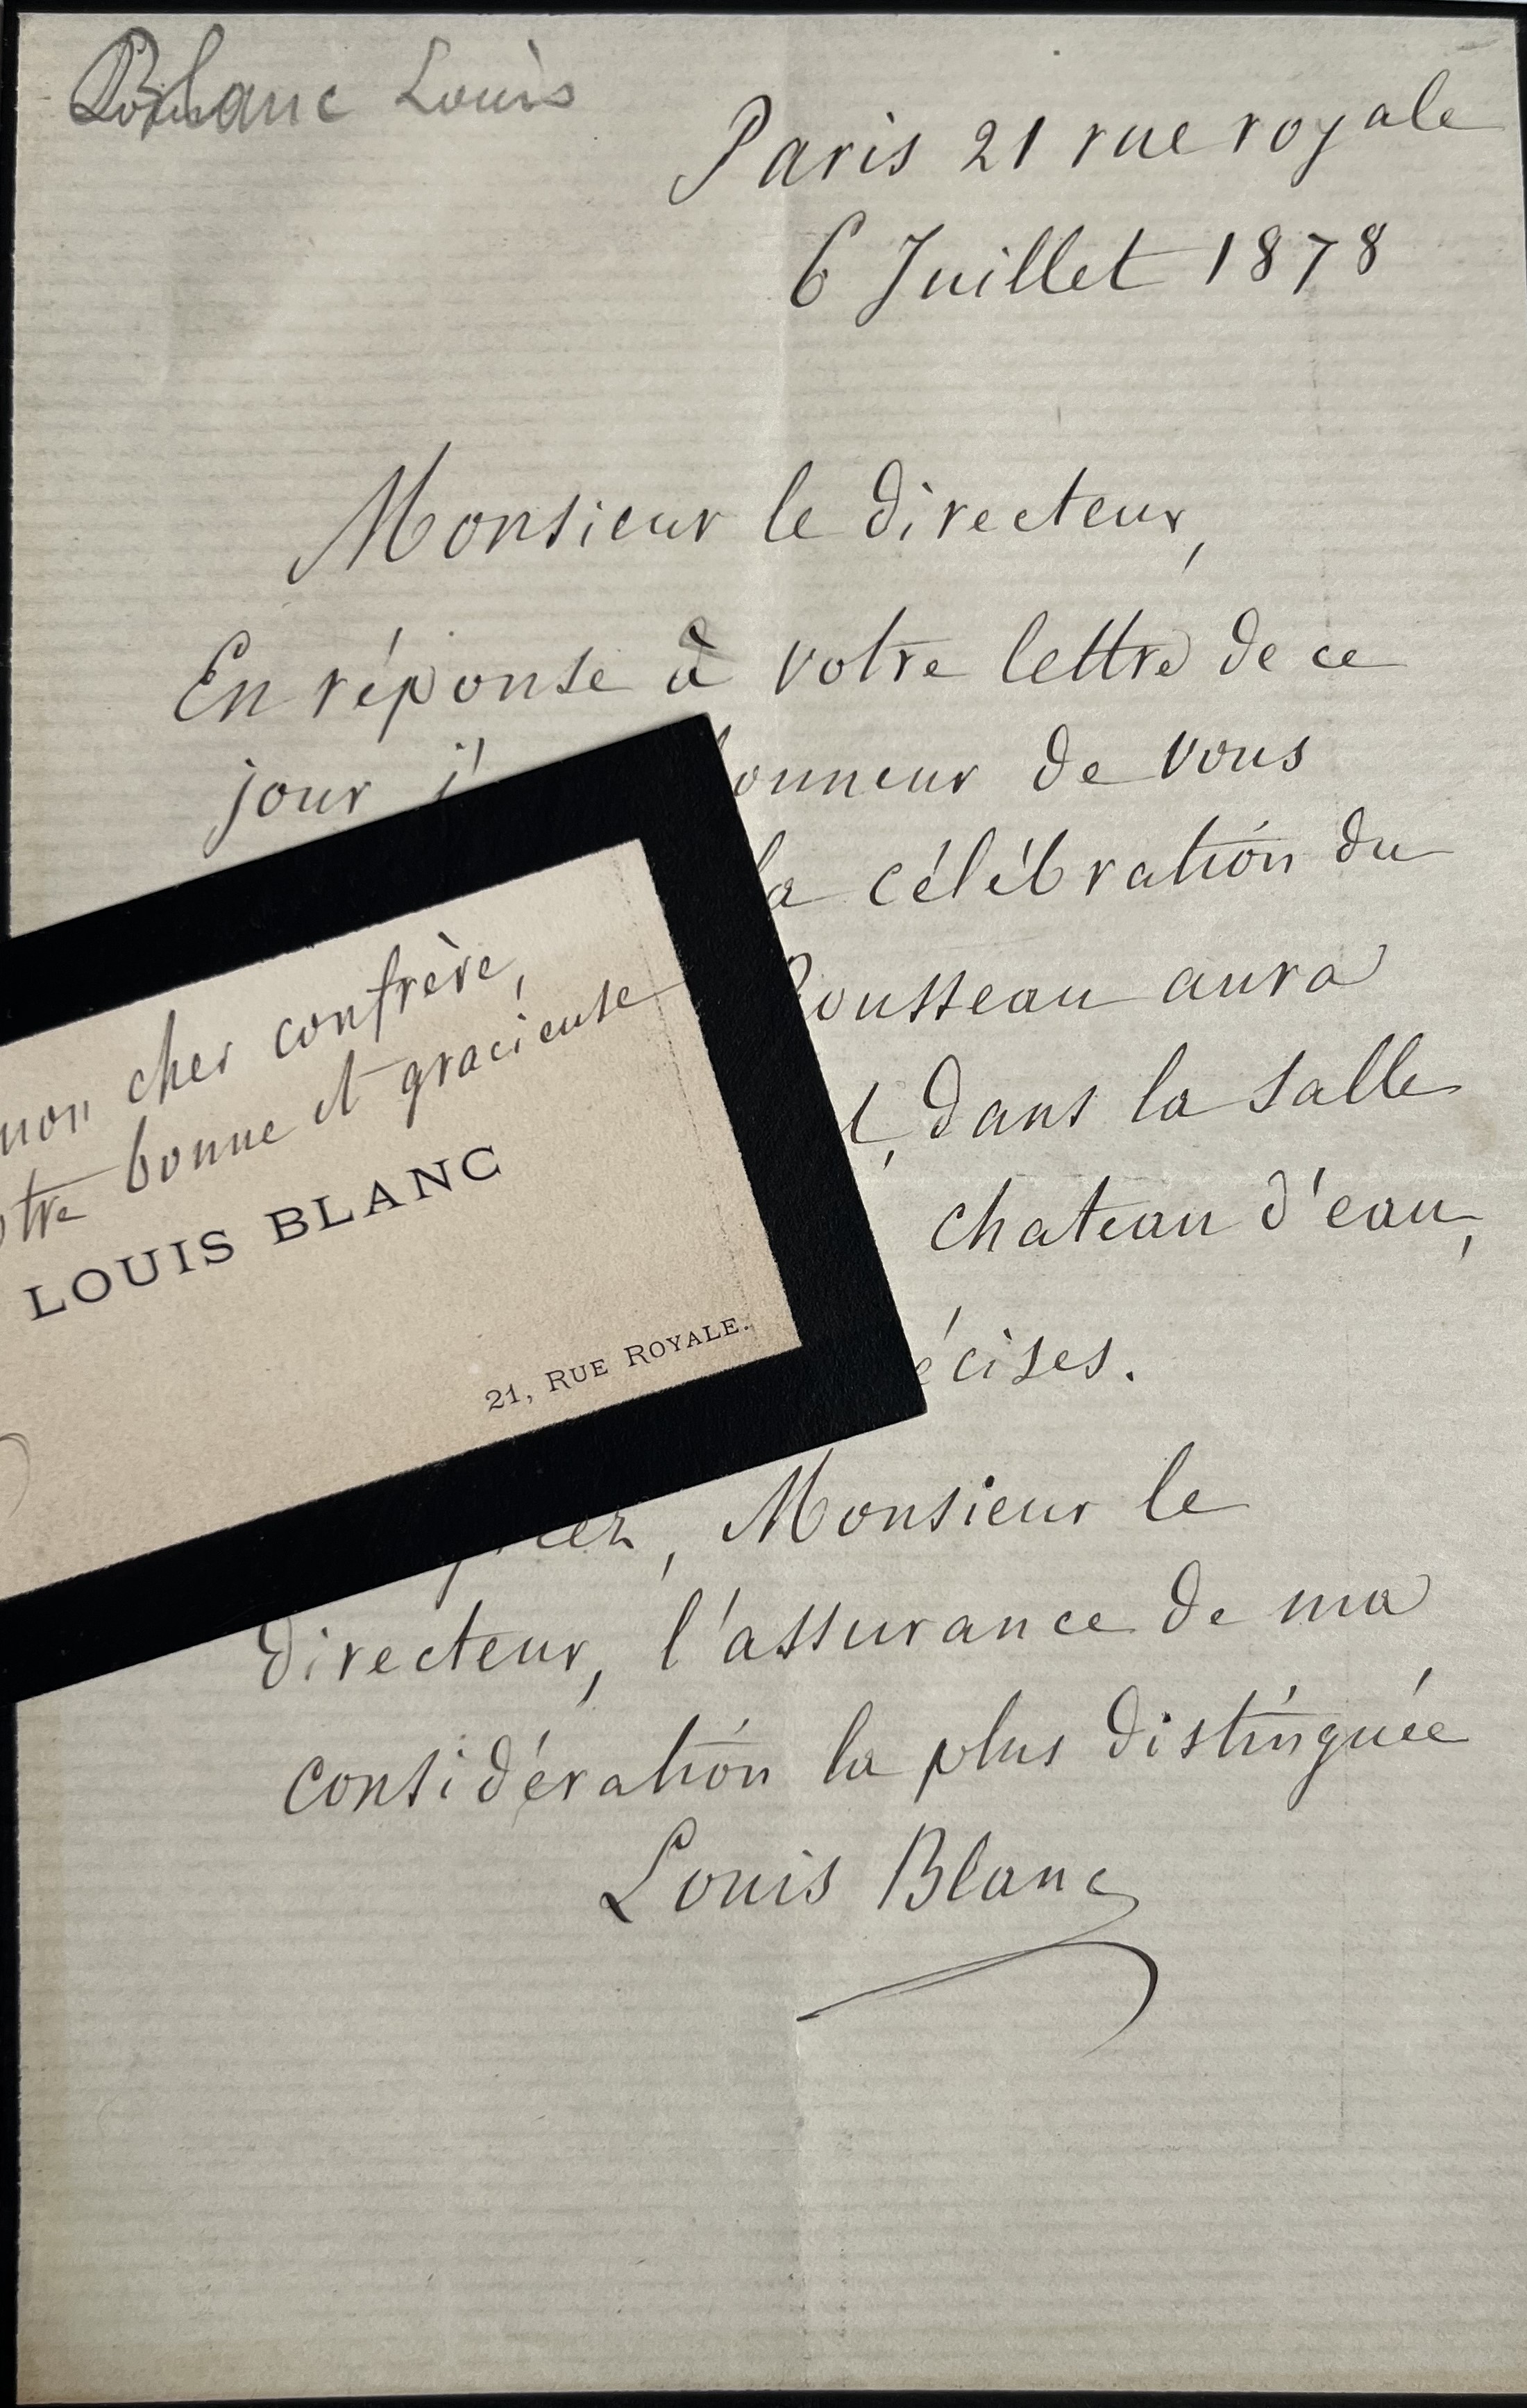 Blanc Louis
Paris 21 rue royale
6 Juillet 1878
Monsieur le directeur,
En réponse à votre lettre de ce
jour j' onneur de vous
la célébration du
Rousseau aura
dans la salle
chateau d'eau,
écises.
Monsieur le
directeur, l'assurance de ma
considération la plus distinguée
Louis Blanc
mon cher confrère,
bonne et gracieuse
LOUIS BLANC
21, RUE ROYALE.